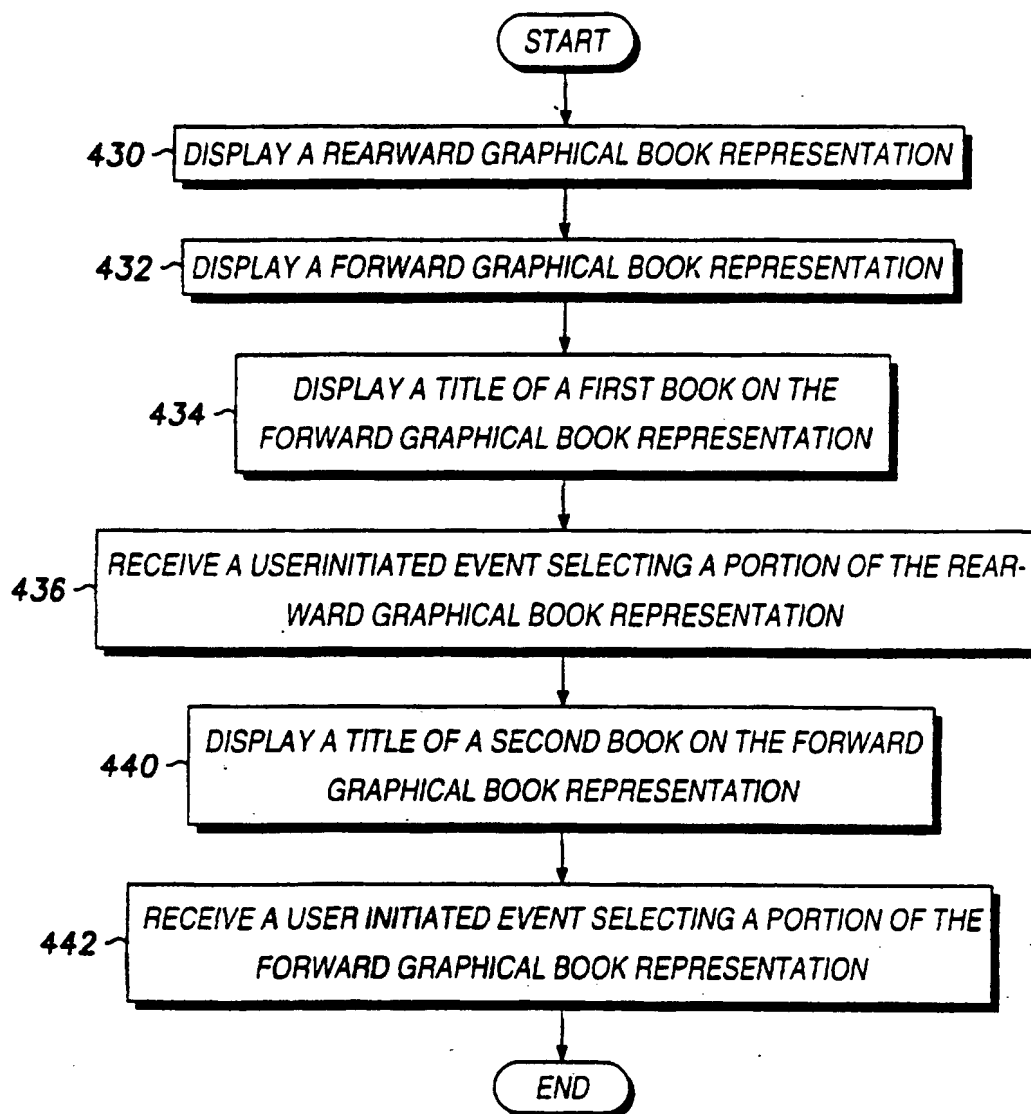 START
430 DISPLAY A REARWARD GRAPHICAL BOOK REPRESENTATION
432 DISPLAY A FORWARD GRAPHICAL BOOK REPRESENTATION
434 DISPLAY A TITLE OF A FIRST BOOK ON THE
FORWARD GRAPHICAL BOOK REPRESENTATION
436 RECEIVE A USERINITIATED EVENT SELECTING A PORTION OF THE REAR-
WARD GRAPHICAL BOOK REPRESENTATION
440 DISPLAY A TITLE OF A SECOND BOOK ON THE FORWARD
GRAPHICAL BOOK REPRESENTATION
442 RECEIVE A USER INITIATED EVENT SELECTING A PORTION OF THE
FORWARD GRAPHICAL BOOK REPRESENTATION
END